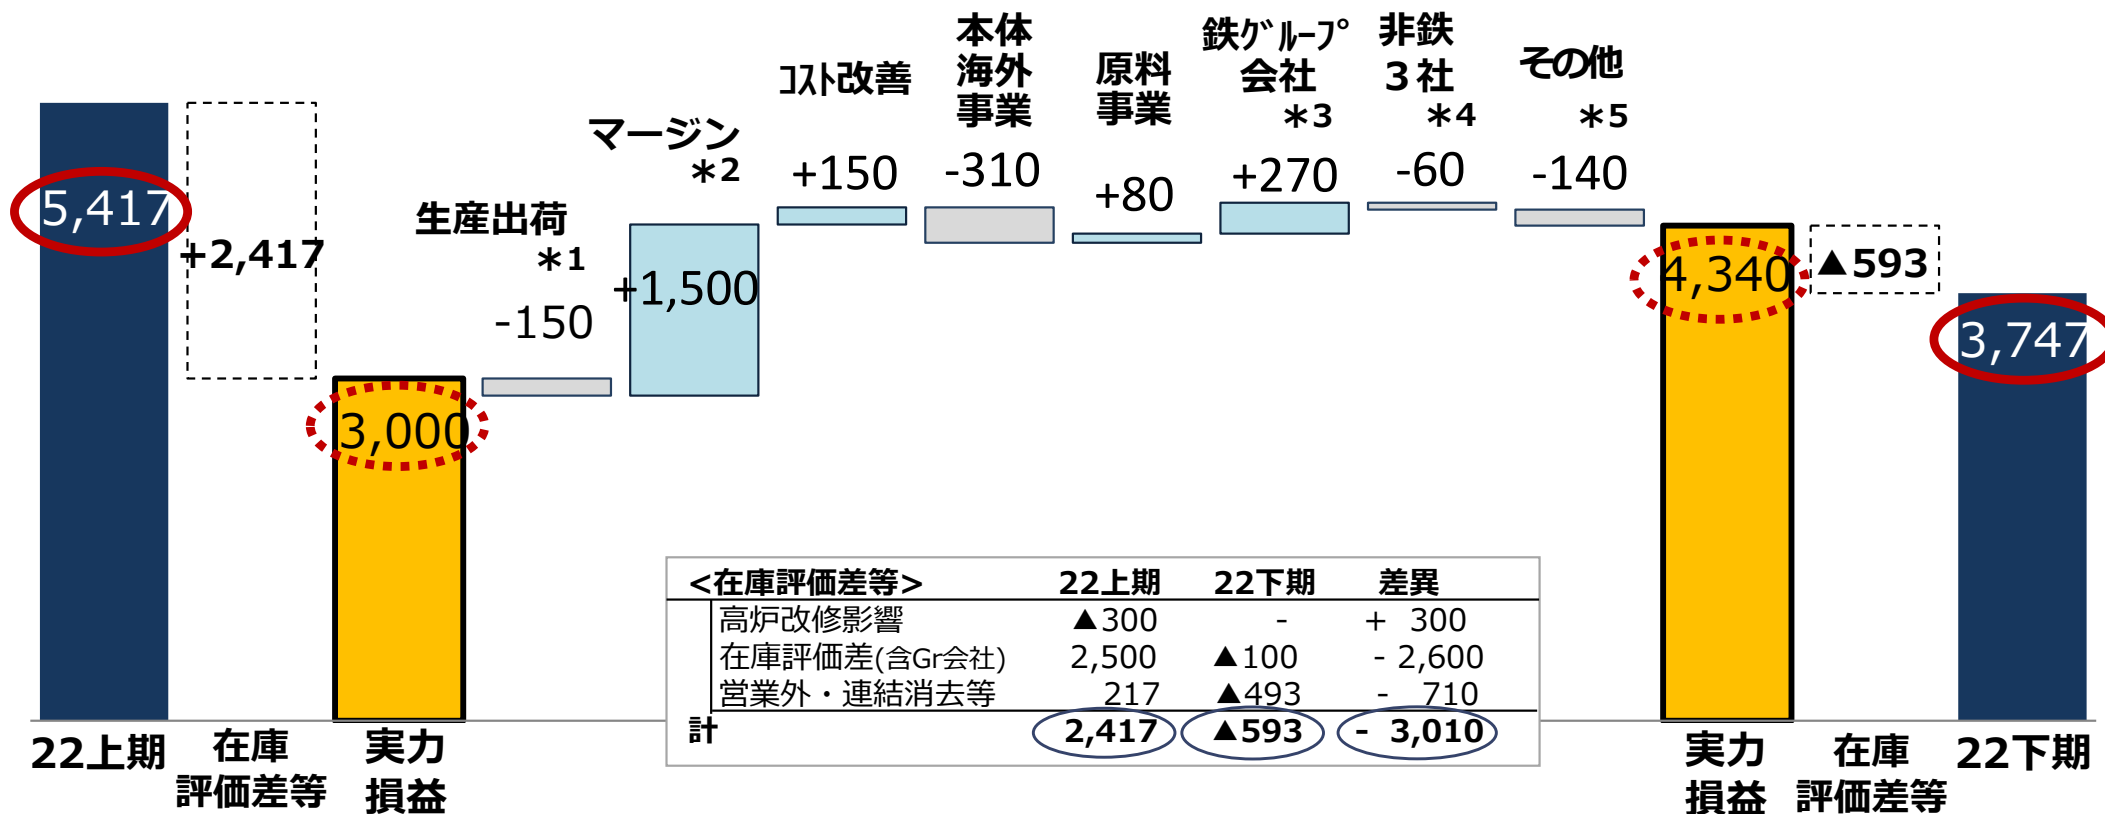 5,417
+2,417
3,000
生産出荷
＊1
-150
マージン
＊2
+1,500
ｺｽﾄ改善
+150
本体
海外
事業
-310
原料
事業
+80
鉄ｸﾞﾙｰﾌﾟ
会社
＊3
+270
非鉄
３社
＊4
-60
その他
＊5
-140
4,340
▲593
3,747
<在庫評価差等> 22上期 22下期 差異
高炉改修影響 ▲300 - + 300
在庫評価差(含Gr会社) 2,500 ▲100 - 2,600
営業外・連結消去等 217 ▲493 - 710
計 2,417 ▲593 - 3,010
22上期
在庫
評価差等
実力
損益
実力
損益
在庫
評価差等
22下期